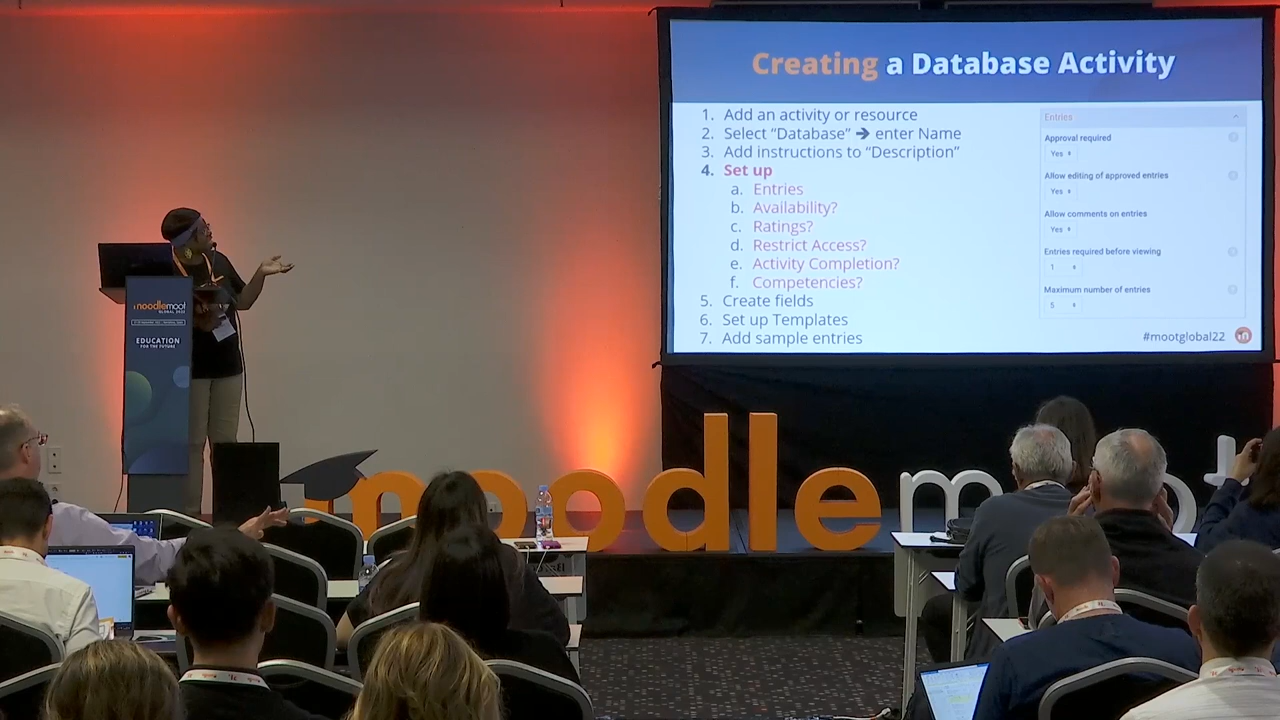 Creating a Database Activity
1. Add an activity or resource
2. Select “Database” ➔ enter Name
3. Add instructions to “Description”
4. Set up
a. Entries
b. Availability?
c. Ratings?
d. Restrict Access?
e. Activity Completion?
f. Competencies?
5. Create fields
6. Set up Templates
7. Add sample entries
Entries
Approval required
Yes
Allow editing of approved entries
Yes
Allow comments on entries
Yes
Entries required before viewing
1
Maximum number of entries
5
#mootglobal22
moodlemoot
GLOBAL 2022
EDUCATION
FOR THE FUTURE
moodle